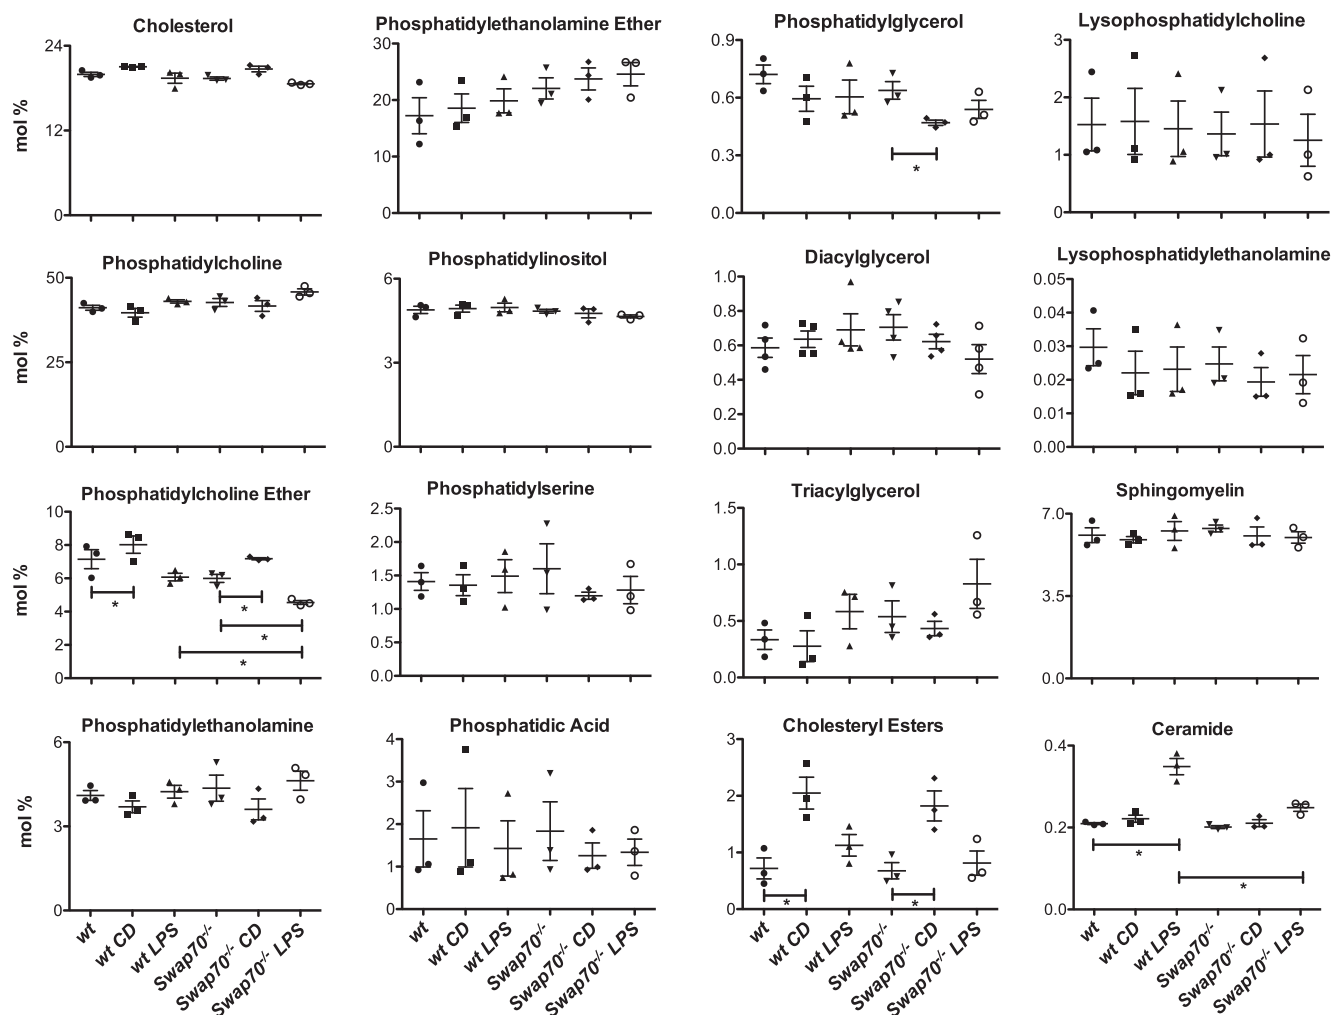 Cholesterol
24
12
0
mol %
Phosphatidylethanolamine Ether
30
20
10
0
Phosphatidylglycerol
0.9
0.6
0.3
0.0
*
Lysophosphatidylcholine
3
2
1
0
Phosphatidylcholine
50
25
0
mol %
Phosphatidylinositol
6
3
0
Diacylglycerol
1.0
0.8
0.6
0.4
0.2
0.0
Lysophosphatidylethanolamine
0.05
0.04
0.03
0.02
0.01
0.00
Phosphatidylcholine Ether
10
8
6
4
2
0
mol %
*
*
*
*
Phosphatidylserine
2.5
2.0
1.5
1.0
0.5
0.0
Triacylglycerol
1.5
1.0
0.5
0.0
Sphingomyelin
7.0
3.5
0.0
Phosphatidylethanolamine
6
3
0
mol %
wt
wt CD
wt LPS
Swap70-/-
Swap70-/- CD
Swap70-/- LPS
Phosphatidic Acid
4
3
2
1
0
wt
wt CD
wt LPS
Swap70-/-
Swap70-/- CD
Swap70-/- LPS
Cholesteryl Esters
3
2
1
0
*
*
wt
wt CD
wt LPS
Swap70-/-
Swap70-/- CD
Swap70-/- LPS
Ceramide
0.4
0.2
0.0
*
*
wt
wt CD
wt LPS
Swap70-/-
Swap70-/- CD
Swap70-/- LPS